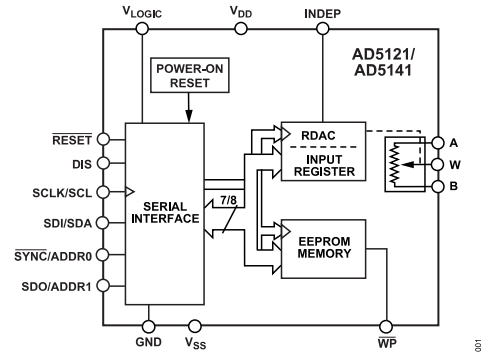 VLOGIC
VDD
INDEP
AD5121/
AD5141
POWER-ON
RESET
RESET
DIS
SCLK/SCL
SDI/SDA
SYNC/ADDR0
SDO/ADDR1
SERIAL
INTERFACE
7/8
RDAC
INPUT
REGISTER
EEPROM
MEMORY
A
W
B
GND
VSS
WP
001